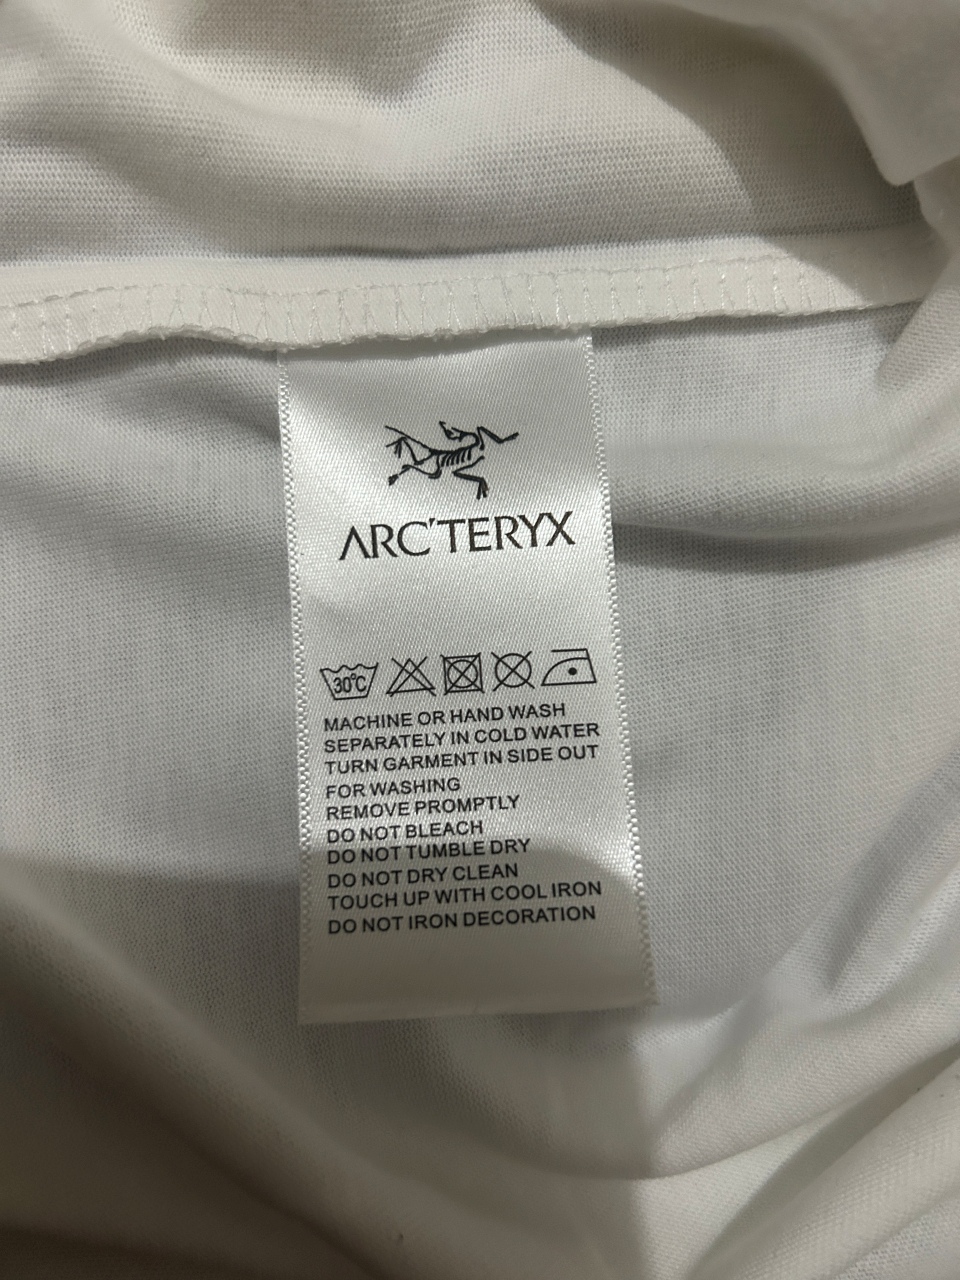 ARC'TERYX
30°C
MACHINE OR HAND WASH
SEPARATELY IN COLD WATER
TURN GARMENT IN SIDE OUT
FOR WASHING
REMOVE PROMPTLY
DO NOT BLEACH
DO NOT TUMBLE DRY
DO NOT DRY CLEAN
TOUCH UP WITH COOL IRON
DO NOT IRON DECORATION